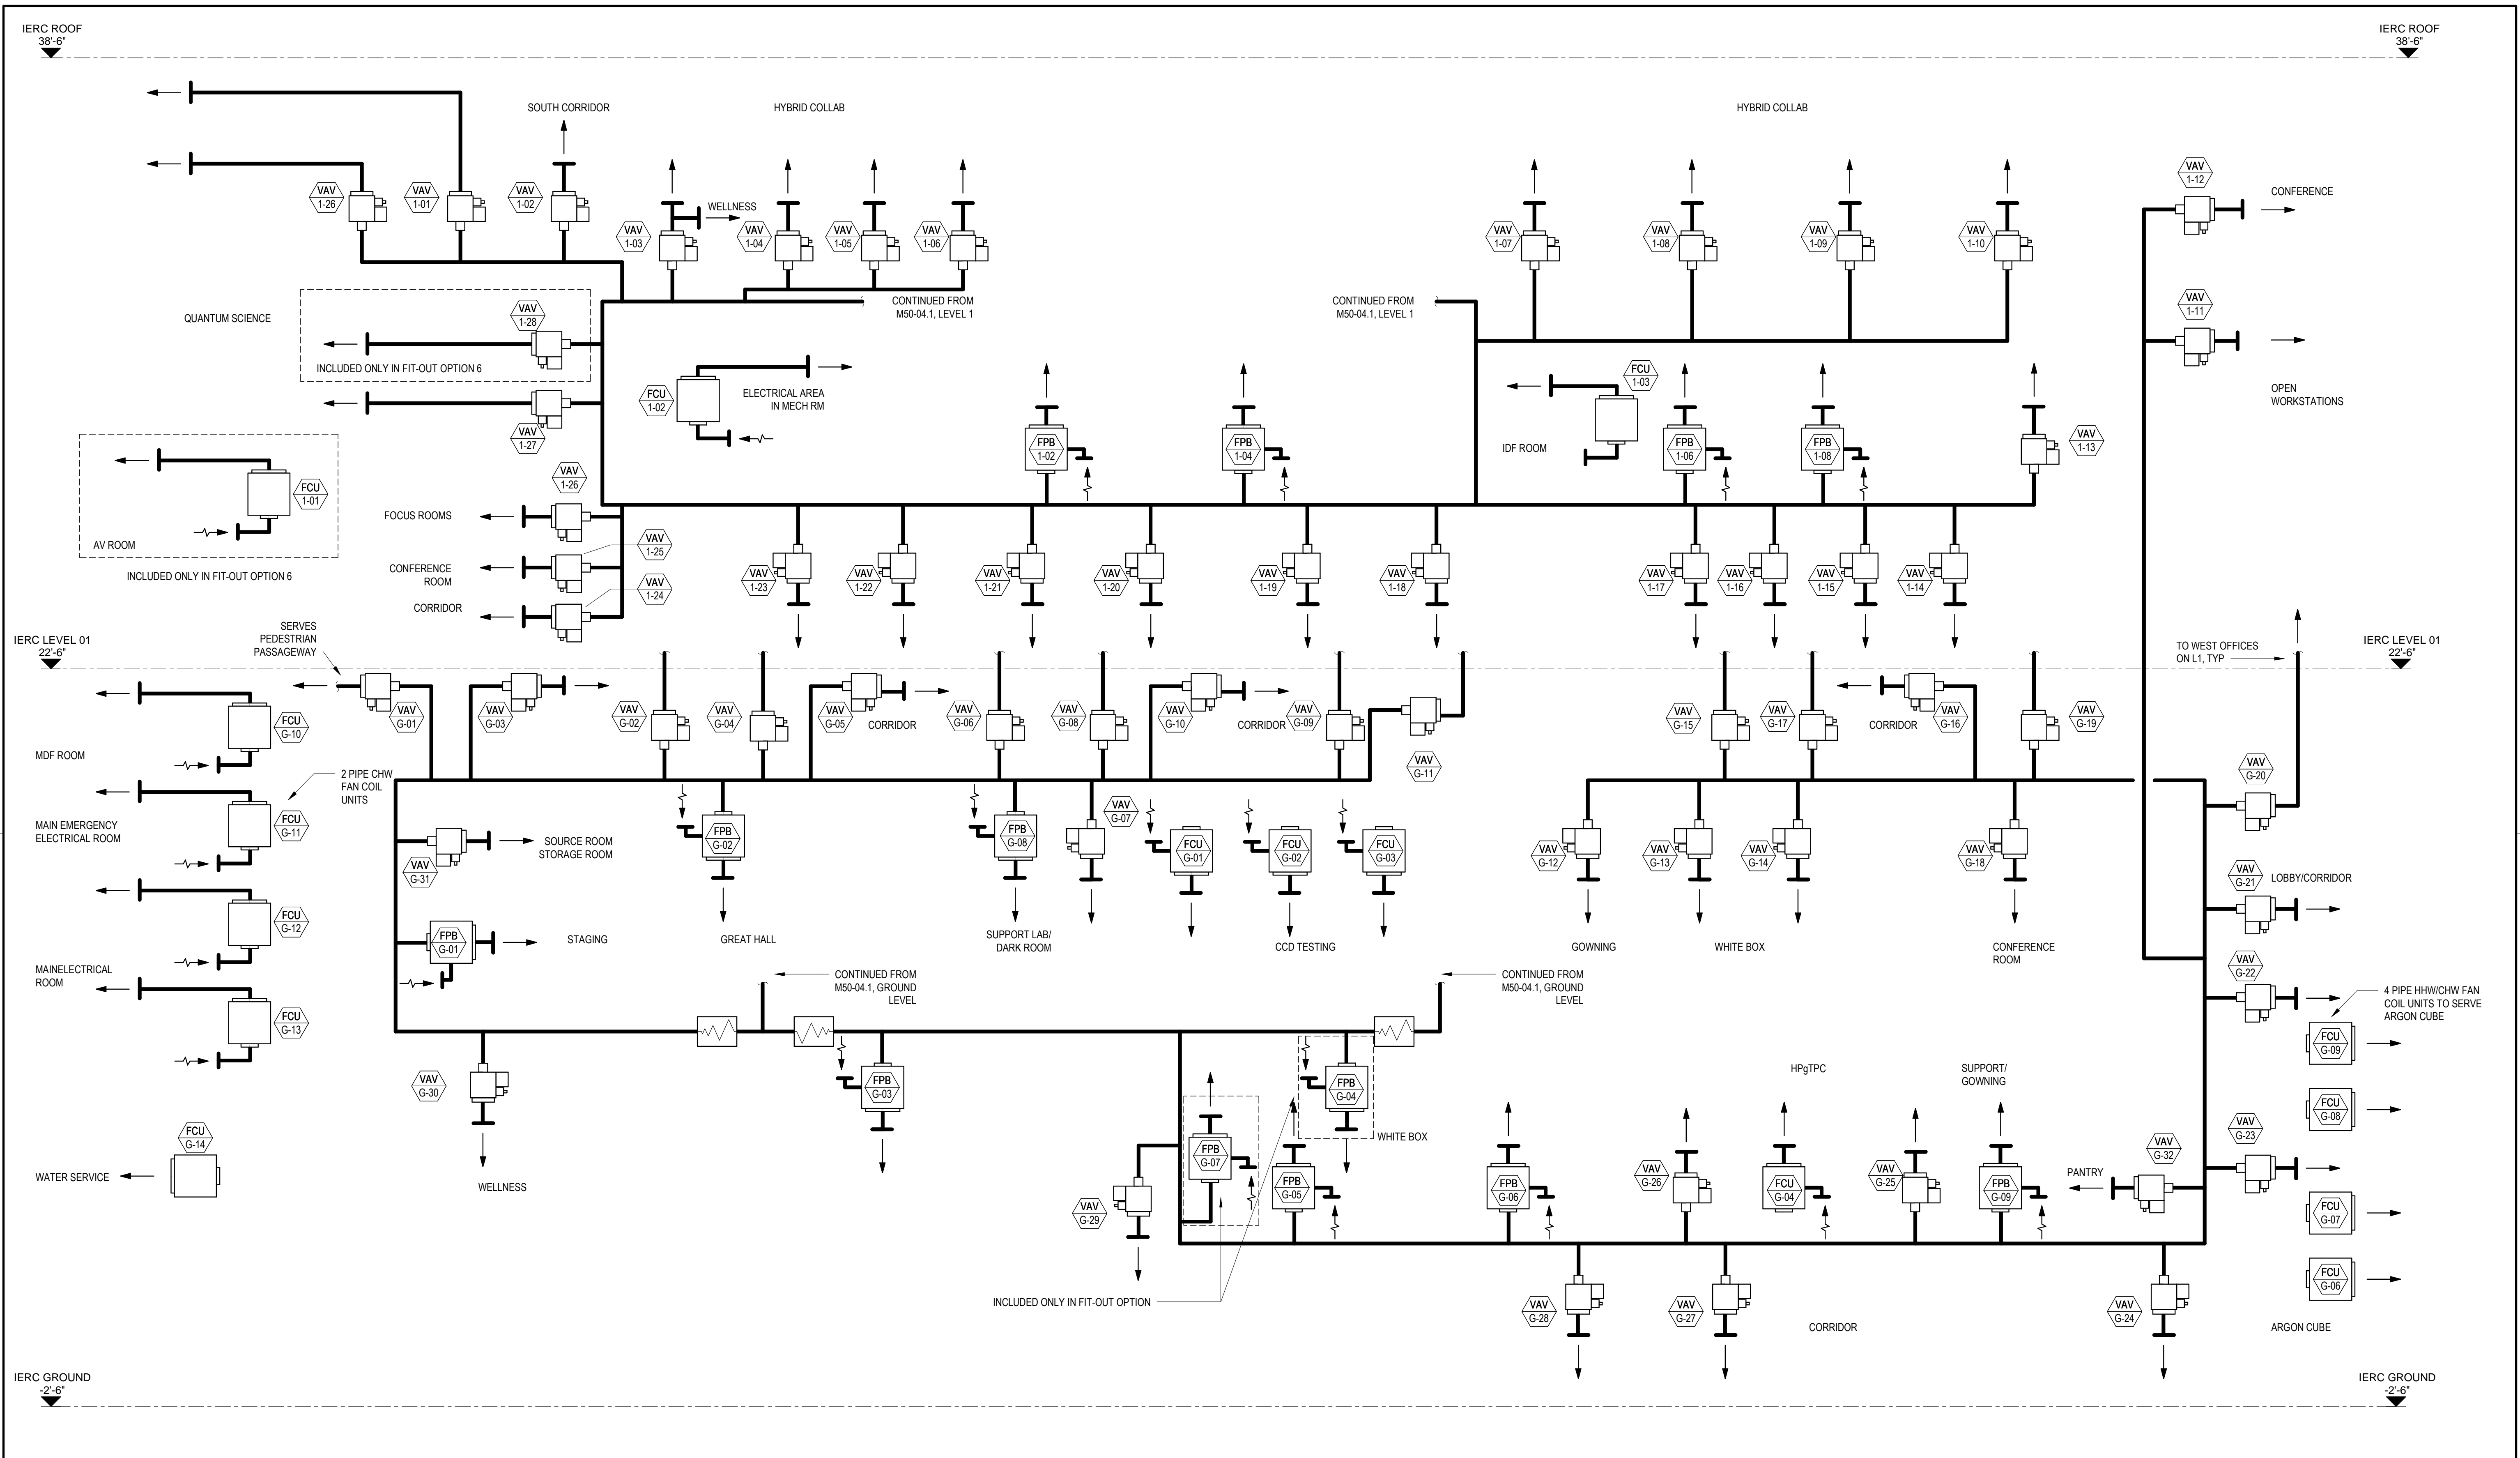 IERC ROOF
38'-6"
IERC ROOF
38'-6"
SOUTH CORRIDOR
HYBRID COLLAB
HYBRID COLLAB
VAV
1-26
VAV
1-01
VAV
1-02
VAV
1-03
WELLNESS
VAV
1-04
VAV
1-05
VAV
1-06
VAV
1-07
VAV
1-08
VAV
1-09
VAV
1-10
VAV
1-12
CONFERENCE
QUANTUM SCIENCE
VAV
1-28
INCLUDED ONLY IN FIT-OUT OPTION 6
CONTINUED FROM
M50-04.1, LEVEL 1
CONTINUED FROM
M50-04.1, LEVEL 1
VAV
1-11
OPEN
WORKSTATIONS
VAV
1-27
FCU
1-02
ELECTRICAL AREA
IN MECH RM
FPB
1-02
FPB
1-04
FCU
1-03
IDF ROOM
FPB
1-06
FPB
1-08
VAV
1-13
FCU
1-01
AV ROOM
INCLUDED ONLY IN FIT-OUT OPTION 6
VAV
1-26
FOCUS ROOMS
VAV
1-25
CONFERENCE
ROOM
VAV
1-24
CORRIDOR
VAV
1-23
VAV
1-22
VAV
1-21
VAV
1-20
VAV
1-19
VAV
1-18
VAV
1-17
VAV
1-16
VAV
1-15
VAV
1-14
IERC LEVEL 01
22'-6"
SERVES
PEDESTRIAN
PASSAGEWAY
TO WEST OFFICES
ON L1, TYP
IERC LEVEL 01
22'-6"
FCU
G-10
MDF ROOM
2 PIPE CHW
FAN COIL
UNITS
VAV
G-01
VAV
G-03
VAV
G-02
VAV
G-04
VAV
G-05
CORRIDOR
VAV
G-06
VAV
G-08
VAV
G-10
CORRIDOR
VAV
G-09
VAV
G-11
VAV
G-15
VAV
G-17
CORRIDOR
VAV
G-16
VAV
G-19
VAV
G-20
FCU
G-11
MAIN EMERGENCY
ELECTRICAL ROOM
VAV
G-31
SOURCE ROOM
STORAGE ROOM
FPB
G-02
FPB
G-08
VAV
G-07
FCU
G-01
FCU
G-02
FCU
G-03
VAV
G-12
VAV
G-13
VAV
G-14
VAV
G-18
VAV
G-21
LOBBY/CORRIDOR
FCU
G-12
FPB
G-01
STAGING
GREAT HALL
SUPPORT LAB/
DARK ROOM
CCD TESTING
GOWNING
WHITE BOX
CONFERENCE
ROOM
VAV
G-22
MAINELECTRICAL
ROOM
FCU
G-13
CONTINUED FROM
M50-04.1, GROUND
LEVEL
CONTINUED FROM
M50-04.1, GROUND
LEVEL
4 PIPE HHW/CHW FAN
COIL UNITS TO SERVE
ARGON CUBE
FCU
G-09
VAV
G-30
WELLNESS
FPB
G-03
FPB
G-04
WHITE BOX
HPgTPC
SUPPORT/
GOWNING
FCU
G-08
FCU
G-14
WATER SERVICE
VAV
G-29
FPB
G-07
FPB
G-05
FPB
G-06
VAV
G-26
FCU
G-04
VAV
G-25
FPB
G-09
PANTRY
VAV
G-32
VAV
G-23
FCU
G-07
FCU
G-06
INCLUDED ONLY IN FIT-OUT OPTION
VAV
G-28
VAV
G-27
CORRIDOR
VAV
G-24
ARGON CUBE
IERC GROUND
-2'-6"
IERC GROUND
-2'-6"